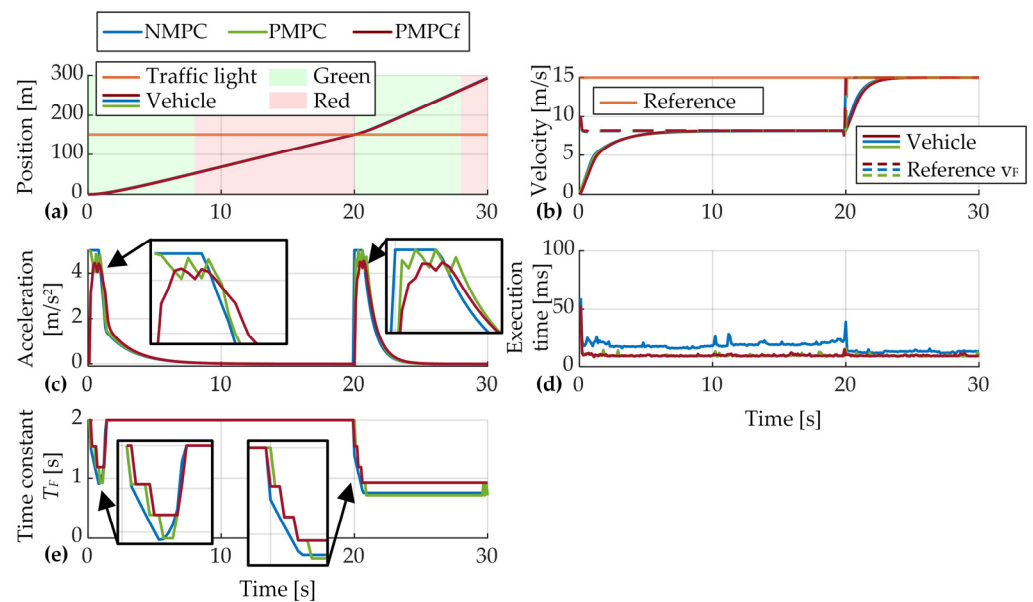 NMPC PMPC PMPCf
Traffic light Green
Vehicle Red
Position [m]
300
200
100
0
(a)
0 10 20 30
Velocity [m/s]
15
10
5
0
Reference
Vehicle
Reference vF
(b)
0 10 20 30
Acceleration
[m/s²]
4
2
0
(c)
0 10 20 30
Execution
time [ms]
100
50
0
(d)
0 10 20 30
Time [s]
Time constant
TF [s]
2
1
0
(e)
0 10 20 30
Time [s]